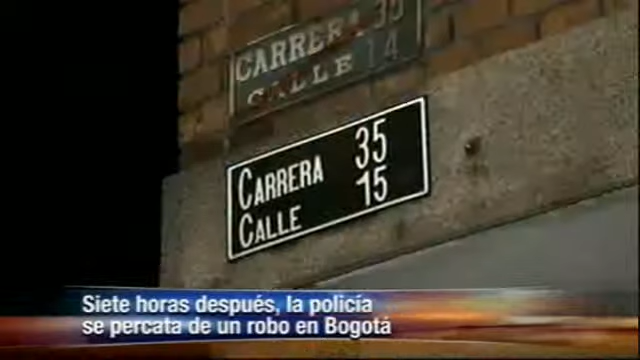 CARRERA 35
CALLE 14
CARRERA 35
CALLE 15
Siete horas después, la policía
se percata de un robo en Bogotá